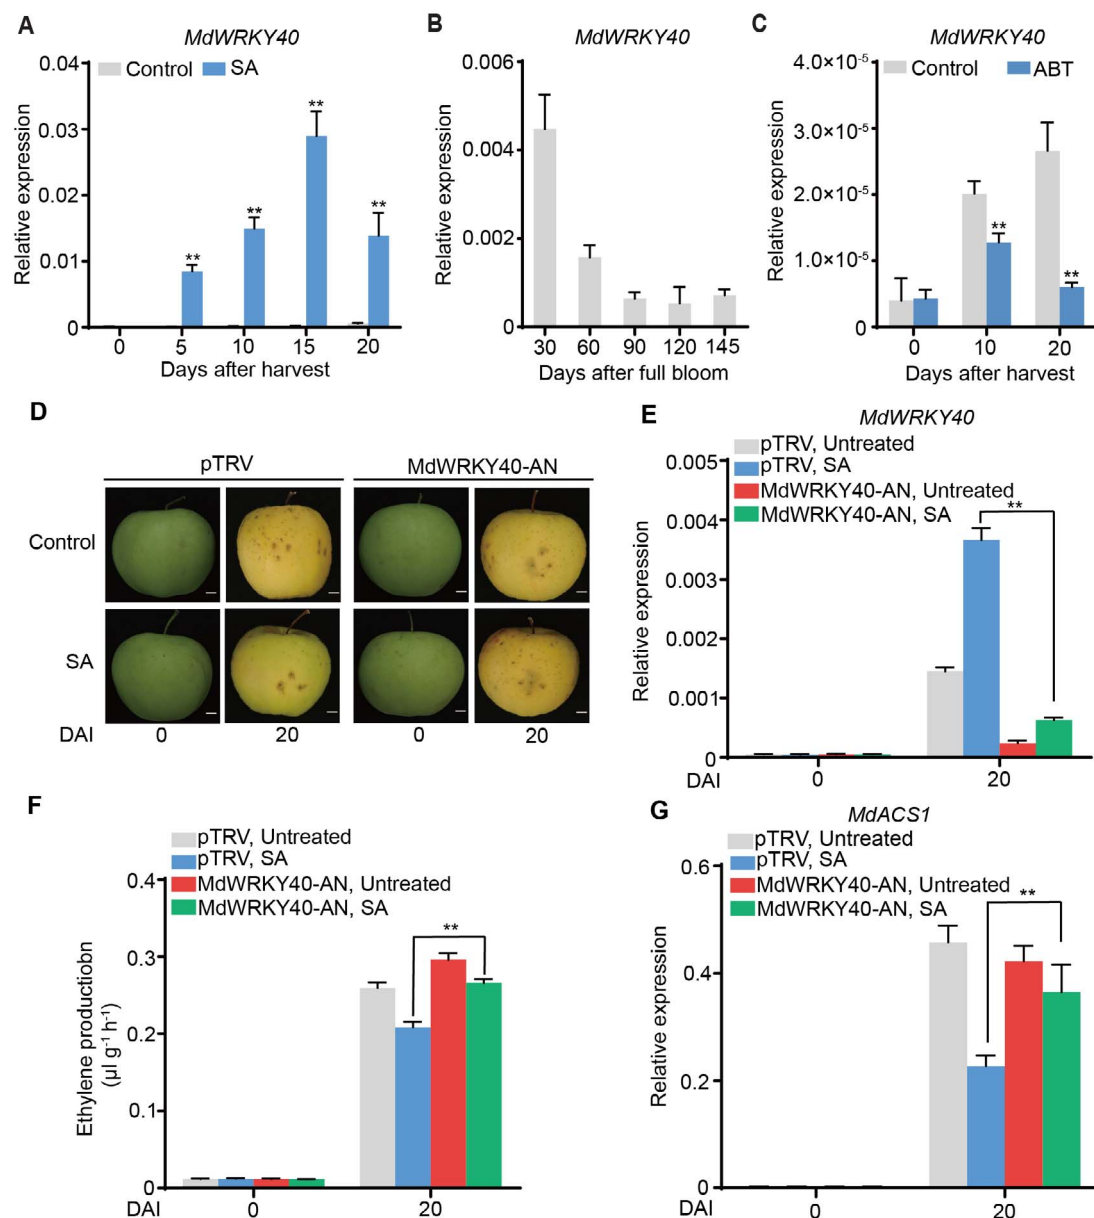 A
MdWRKY40
Control SA
Relative expression
0.04
0.03
0.02
0.01
0
** ** ** **
0 5 10 15 20
Days after harvest
B
MdWRKY40
Relative expression
0.006
0.004
0.002
0
30 60 90 120 145
Days after full bloom
C
MdWRKY40
Control ABT
Relative expression
4.0×10⁻⁵
3.0×10⁻⁵
2.0×10⁻⁵
1.0×10⁻⁵
0
** **
0 10 20
Days after harvest
D
pTRV MdWRKY40-AN
Control
SA
DAI 0 20 0 20
E
MdWRKY40
pTRV, Untreated
pTRV, SA
MdWRKY40-AN, Untreated
MdWRKY40-AN, SA
Relative expression
0.005
0.004
0.003
0.002
0.001
0
**
DAI 0 20
F
pTRV, Untreated
pTRV, SA
MdWRKY40-AN, Untreated
MdWRKY40-AN, SA
Ethylene productiobn
(µl g⁻¹ h⁻¹)
0.4
0.3
0.2
0.1
0
**
DAI 0 20
G
MdACS1
pTRV, Untreated
pTRV, SA
MdWRKY40-AN, Untreated
MdWRKY40-AN, SA
Relative expression
0.6
0.4
0.2
0
**
DAI 0 20